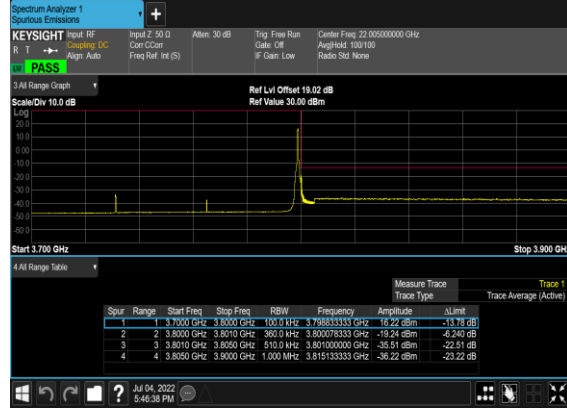 Spectrum Analyzer 1
Spurious Emissions
+
KEYSIGHT Input: RF Input Z: 50 Ω Atten: 30 dB Trig: Free Run Center Freq: 22.005000000 GHz
R T Coupling: DC Corr CCorr Gate: Off Avg|Hold: 100/100
Align: Auto Freq Ref: Int (S) IF Gain: Low Radio Std: None
PASS
3 All Range Graph
Ref Lvl Offset 19.02 dB
Scale/Div 10.0 dB Ref Value 30.00 dBm
Log
20.0
10.0
0.00
-10.0
-20.0
-30.0
-40.0
-50.0
-60.0
Start 3.700 GHz Stop 3.900 GHz
4 All Range Table
Measure Trace Trace 1
Trace Type Trace Average (Active)
Spur Range Start Freq Stop Freq RBW Frequency Amplitude ΔLimit
1 1 3.7000 GHz 3.8000 GHz 100.0 kHz 3.798833333 GHz 16.22 dBm -13.78 dB
2 2 3.8000 GHz 3.8010 GHz 360.0 kHz 3.800078333 GHz -19.24 dBm -6.240 dB
3 3 3.8010 GHz 3.8050 GHz 510.0 kHz 3.801000000 GHz -35.51 dBm -22.51 dB
4 4 3.8050 GHz 3.9000 GHz 1.000 MHz 3.815133333 GHz -36.22 dBm -23.22 dB
? Jul 04, 2022
5:46:38 PM